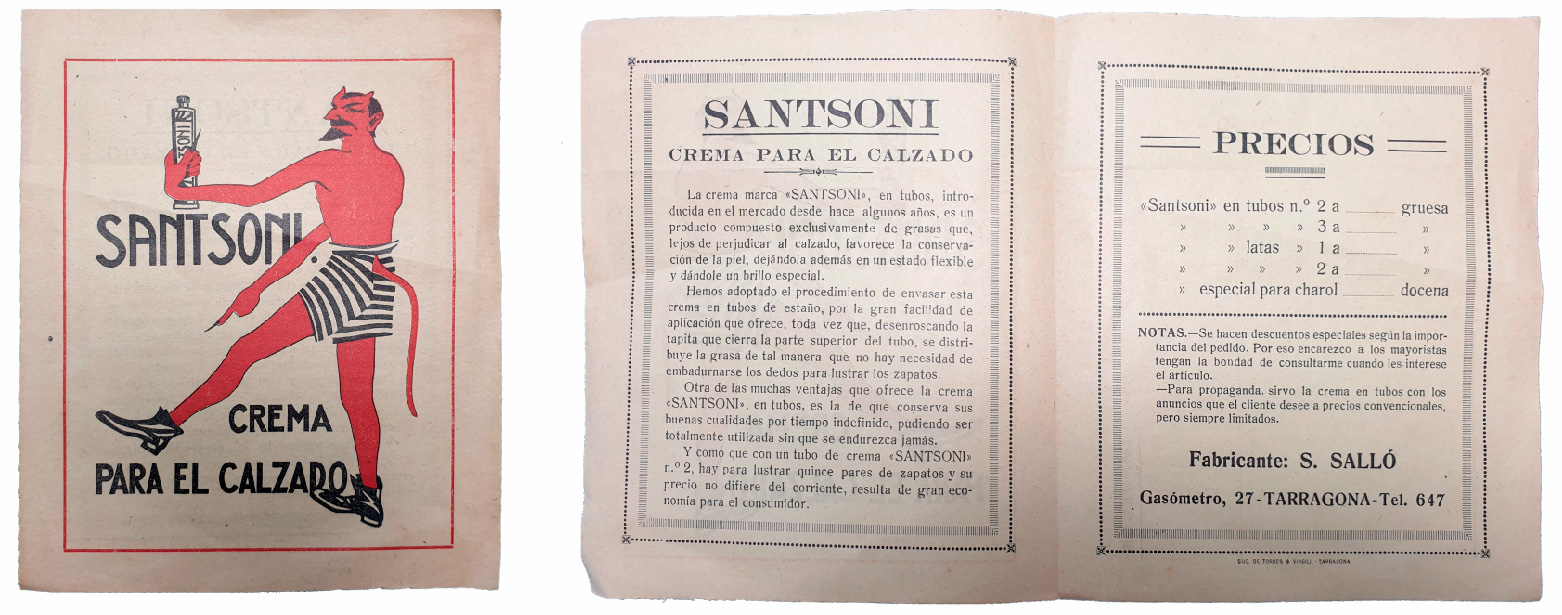 SANTSONI
SANTSONI
CREMA
PARA EL CALZADO
SANTSONI
CREMA PARA EL CALZADO
La crema marca «SANTSONI», en tubos, intro-
ducida en el mercado desde hace algunos años, es un
producto compuesto exclusivamente de grasas que,
lejos de perjudicar al calzado, favorece la conserva-
ción de la piel, dejándola además en un estado flexible
y dándole un brillo especial.
Hemos adoptado el procedimiento de envasar esta
crema en tubos de estaño, por la gran facilidad de
aplicación que ofrece, toda vez que, desenroscando la
tapita que cierra la parte superior del tubo, se distri-
buye la grasa de tal manera que no hay necesidad de
embadurnarse los dedos para lustrar los zapatos.
Otra de las muchas ventajas que ofrece la crema
«SANTSONI», en tubos, es la de que conserva sus
buenas cualidades por tiempo indefinido, pudiendo ser
totalmente utilizada sin que se endurezca jamás.
Y como que con un tubo de crema «SANTSONI»
n.º 2, hay para lustrar quince pares de zapatos y su
precio no difiere del corriente, resulta de gran eco-
nomía para el consumidor.
PRECIOS
«Santsoni» en tubos n.º 2 a ........ gruesa
» » » » 3 a ........ »
» » latas » 1 a ........ »
» » » » 2 a ........ »
» especial para charol ........ docena
NOTAS.—Se hacen descuentos especiales según la impor-
tancia del pedido. Por eso encarezco a los mayoristas
tengan la bondad de consultarme cuando les interese
el artículo.
—Para propaganda, sirvo la crema en tubos con los
anuncios que el cliente desee a precios convencionales,
pero siempre limitados.
Fabricante: S. SALLÓ
Gasómetro, 27-TARRAGONA-Tel. 647
SUC. DE TORRES & VIRGILI - TARRAGONA